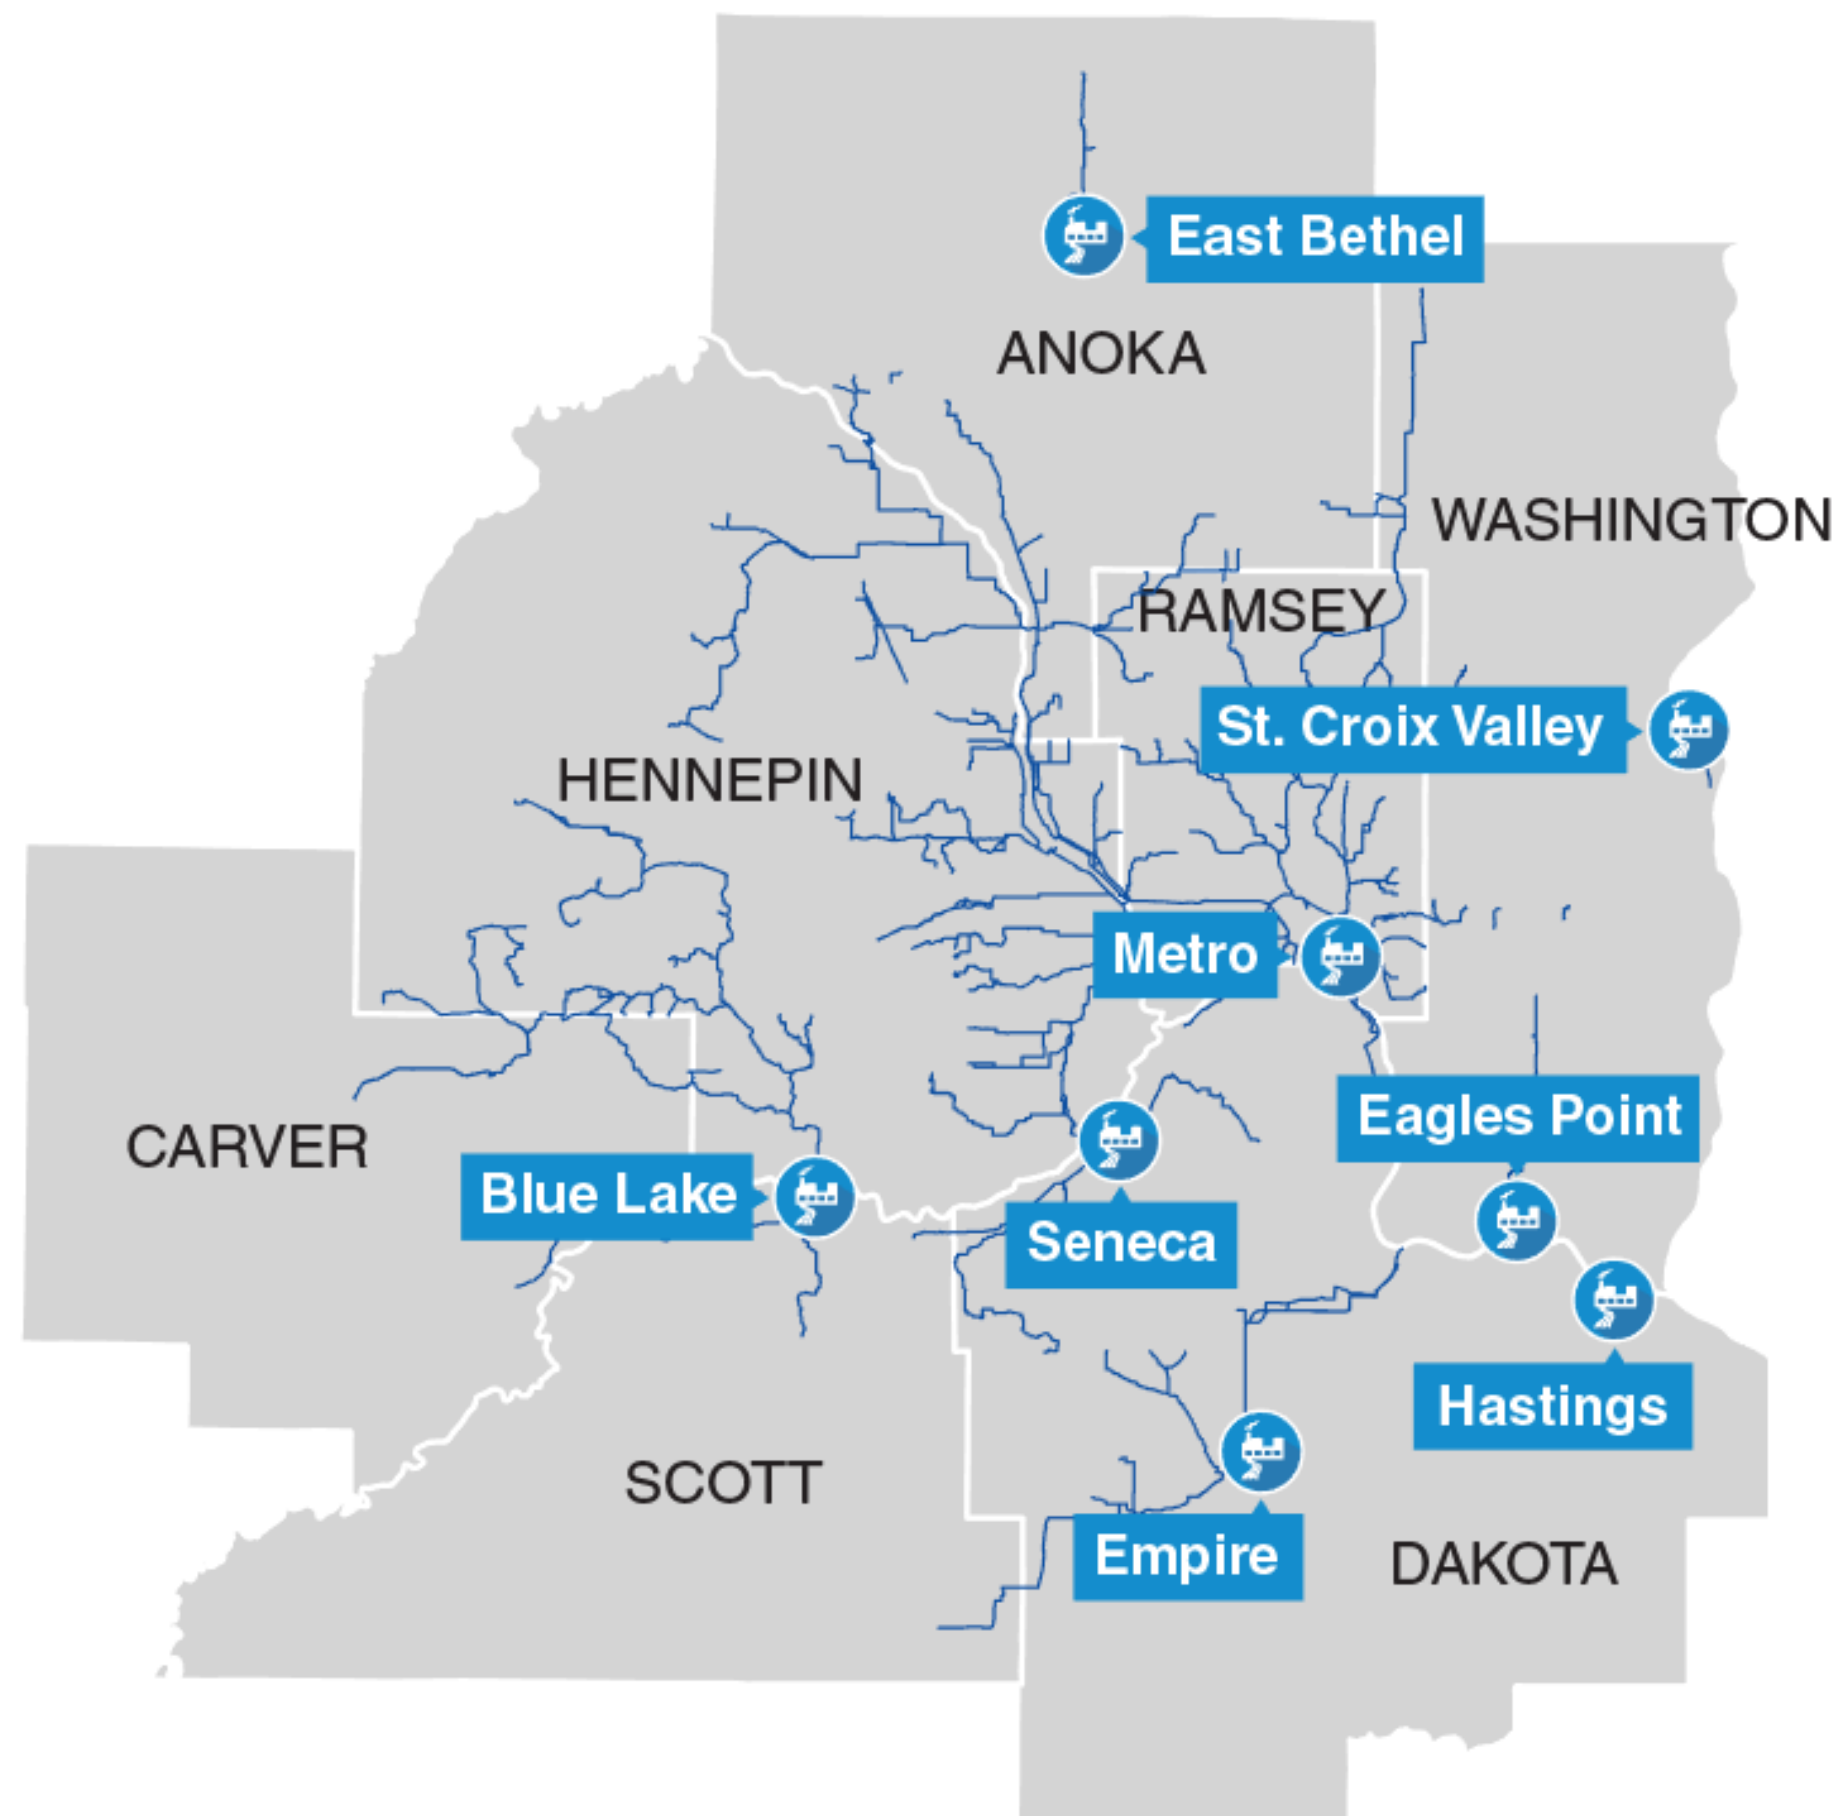 East Bethel
ANOKA
WASHINGTON
RAMSEY
St. Croix Valley
HENNEPIN
Metro
Eagles Point
CARVER
Blue Lake
Seneca
Hastings
SCOTT
Empire
DAKOTA